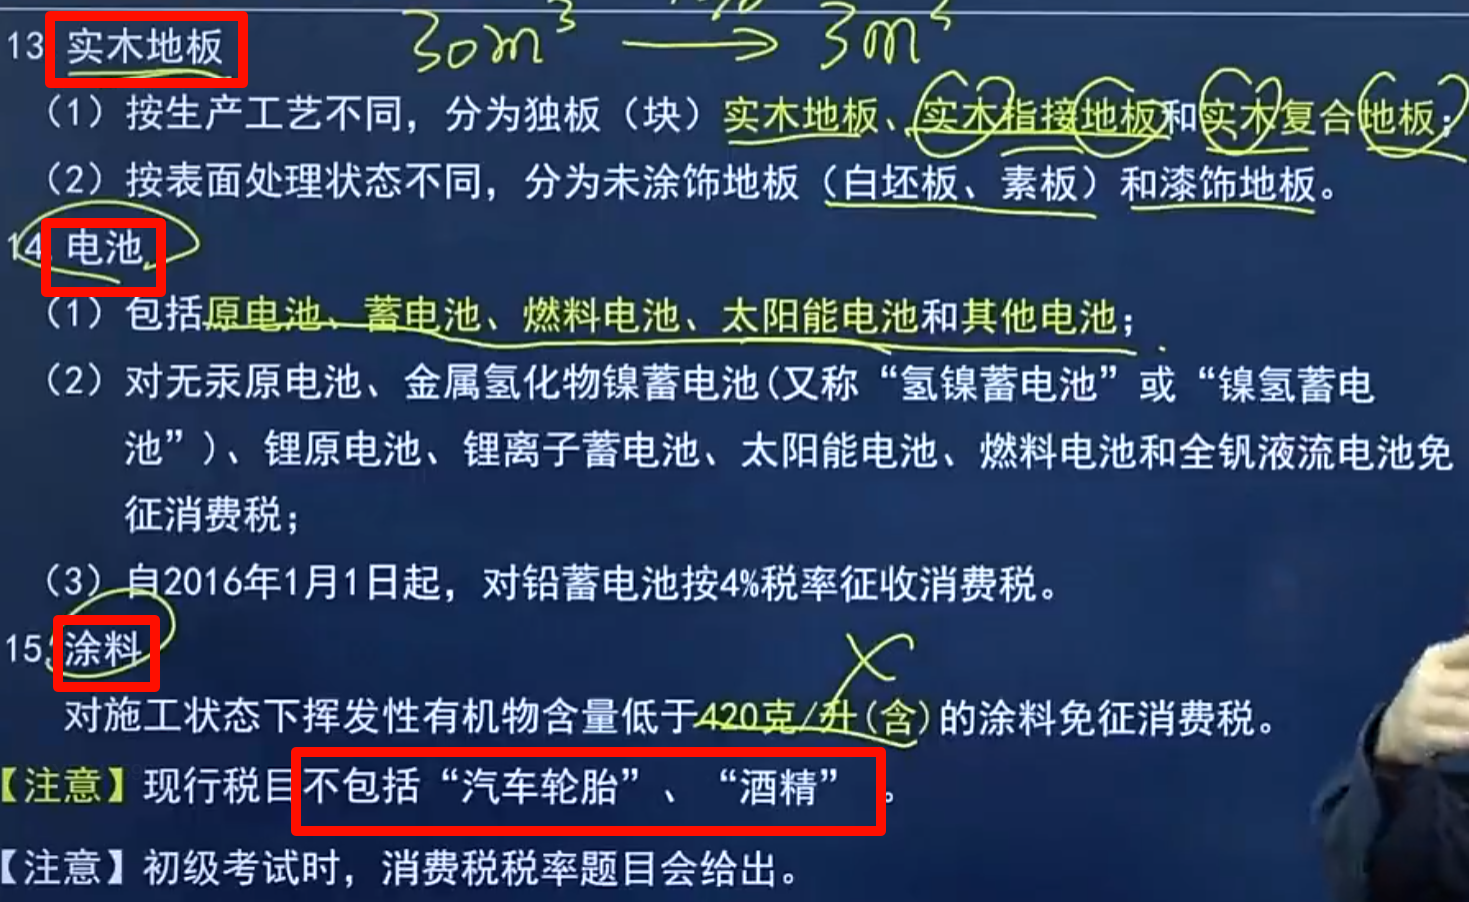 30m³ → 3m³
13 实木地板
（1）按生产工艺不同，分为独板（块）实木地板、实木指接地板和实木复合地板；
（2）按表面处理状态不同，分为未涂饰地板（白坯板、素板）和漆饰地板。
14. 电池
（1）包括原电池、蓄电池、燃料电池、太阳能电池和其他电池；
（2）对无汞原电池、金属氢化物镍蓄电池(又称“氢镍蓄电池”或“镍氢蓄电
池”)、锂原电池、锂离子蓄电池、太阳能电池、燃料电池和全钒液流电池免
征消费税；
（3）自2016年1月1日起，对铅蓄电池按4%税率征收消费税。
15. 涂料
对施工状态下挥发性有机物含量低于420克/升(含)的涂料免征消费税。
【注意】现行税目不包括“汽车轮胎”、“酒精”。
【注意】初级考试时，消费税税率题目会给出。